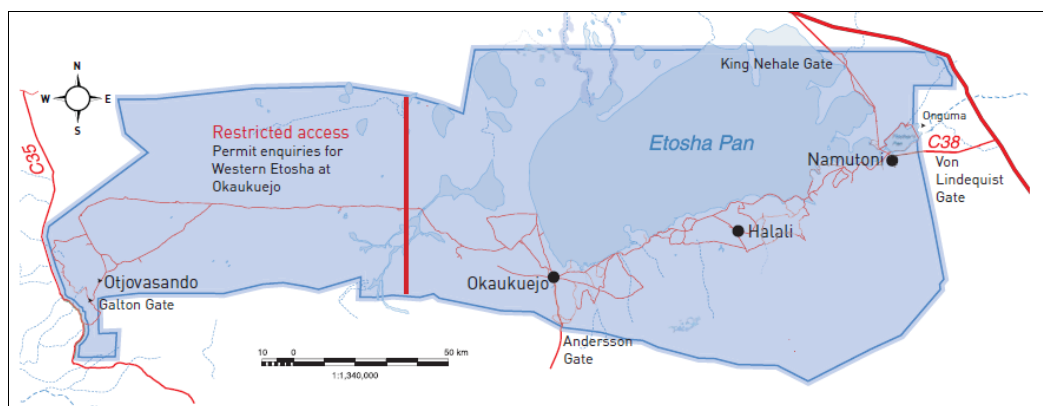 N
W
E
S
C35
Restricted access
Permit enquiries for
Western Etosha at
Okaukuejo
King Nehale Gate
Etosha Pan
Onguma
C38
Namutoni
Von
Lindequist
Gate
Halali
Okaukuejo
Otjovasando
Galton Gate
Andersson
Gate
10 0 50 km
1:1,340,000